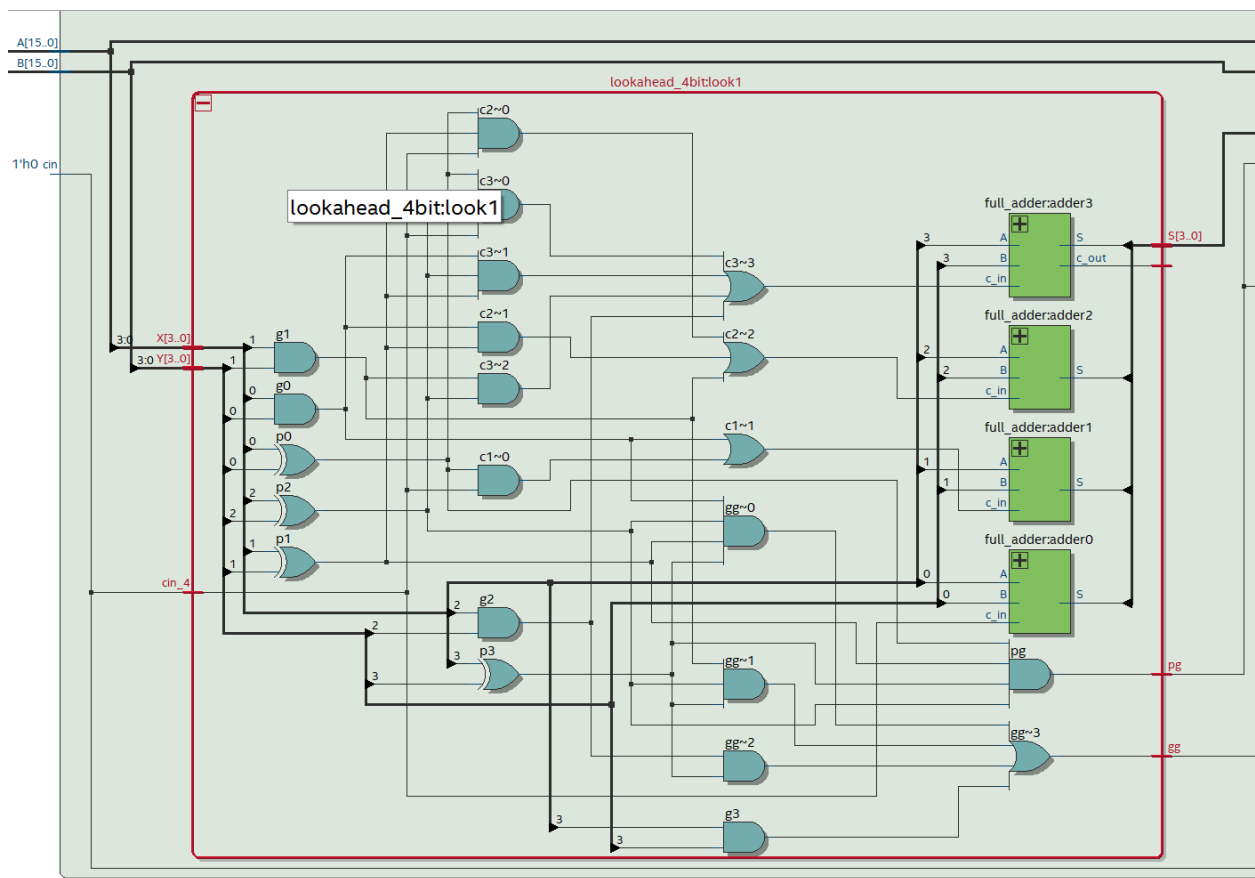 A[15..0]
B[15..0]
lookahead_4bit:look1
1'h0 cin
c2~0
c3~0
lookahead_4bit:look1
c3~1
c2~1
c3~2
c1~0
3:0 X[3..0]
3:0 Y[3..0]
1 g1
1
0 g0
0
0 p0
0
2 p2
2
1 p1
1
cin_4
2 g2
2
3 p3
3
c3~3
c2~2
c1~1
gg~0
gg~1
gg~2
3 g3
3
full_adder:adder3
3 A S
3 B c_out
c_in
S[3..0]
full_adder:adder2
2 A
2 B S
c_in
full_adder:adder1
1 A
1 B S
c_in
full_adder:adder0
0 A
0 B S
c_in
pg
pg
gg~3
gg